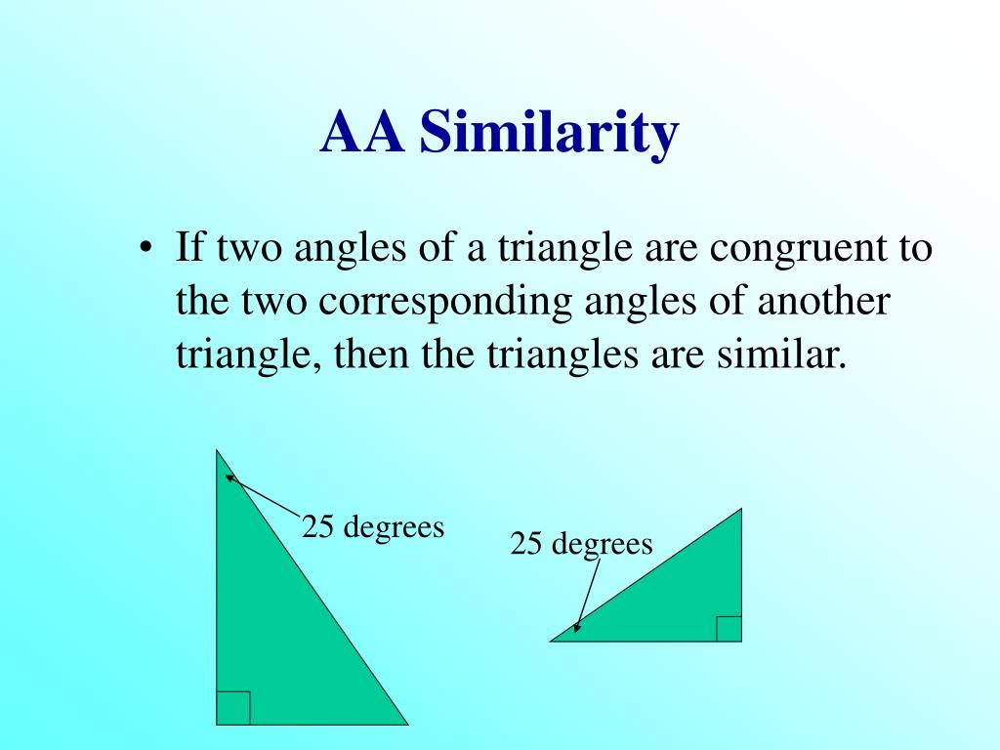 AA Similarity
• If two angles of a triangle are congruent to
the two corresponding angles of another
triangle, then the triangles are similar.
25 degrees
25 degrees